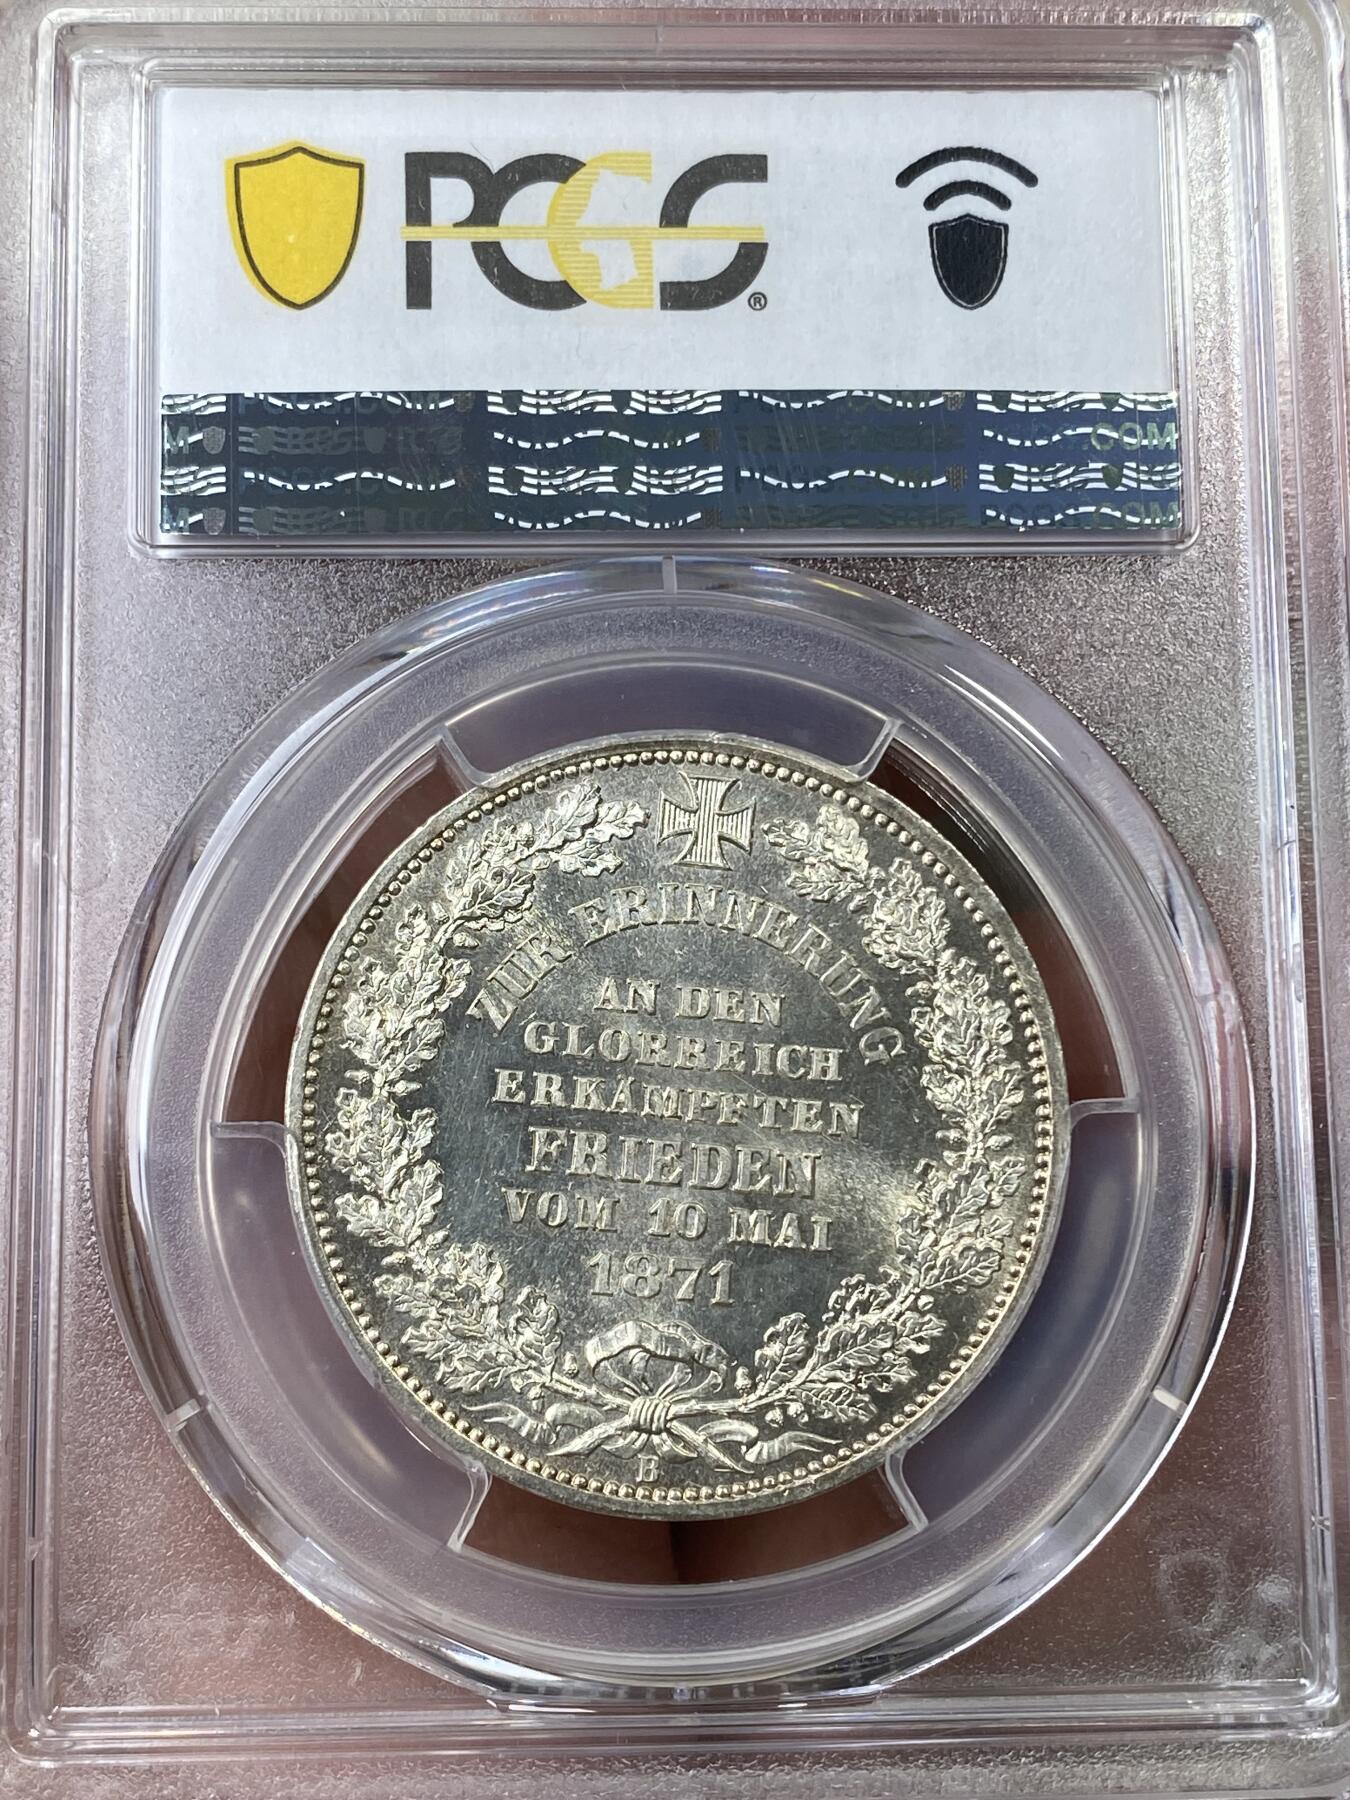 PCGS®
PCGS.COM
ZUR ERINNERUNG
AN DEN
GLORREICH
ERKÄMPFTEN
FRIEDEN
VOM 10 MAI
1871
B